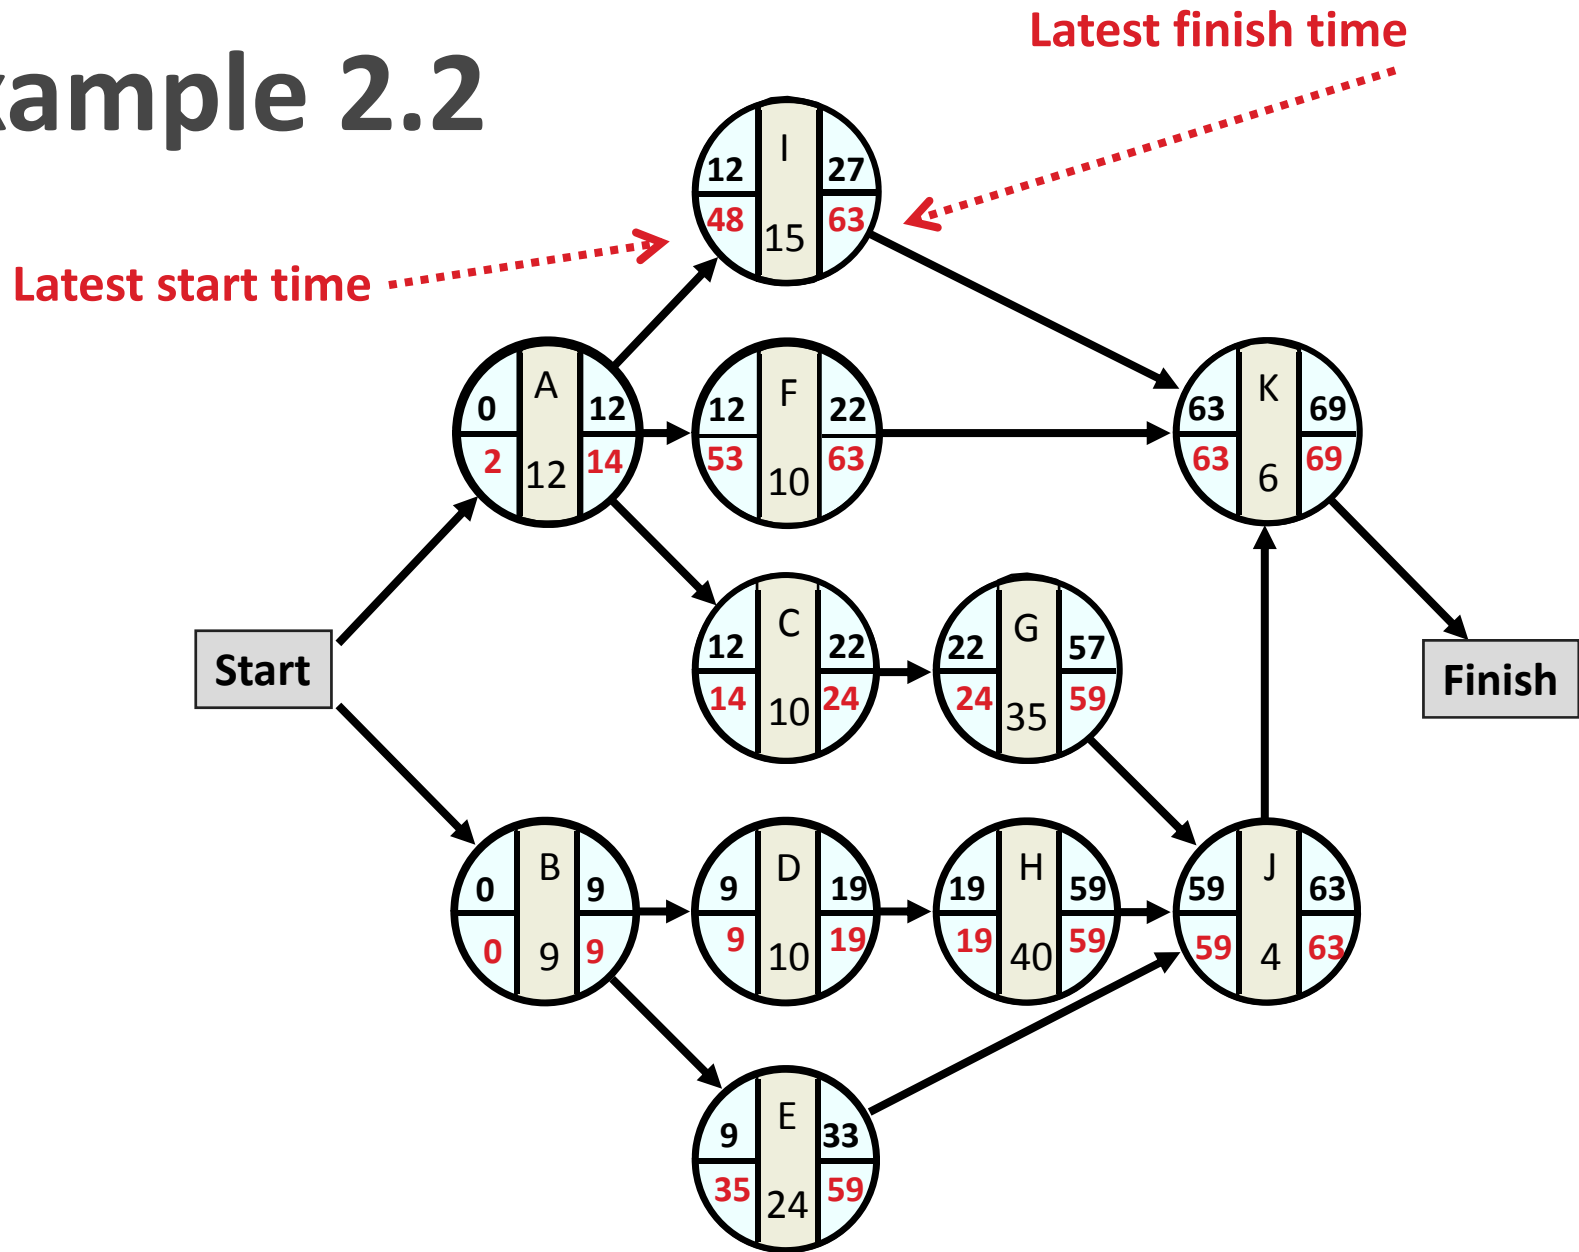 xample 2.2
Latest finish time
Latest start time
I
12 27
48 63
15
A
0 12
2 14
12
F
12 22
53 63
10
K
63 69
63 69
6
C
12 22
14 24
10
G
22 57
24 59
35
Start
Finish
B
0 9
0 9
9
D
9 19
9 19
10
H
19 59
19 59
40
J
59 63
59 63
4
E
9 33
35 59
24